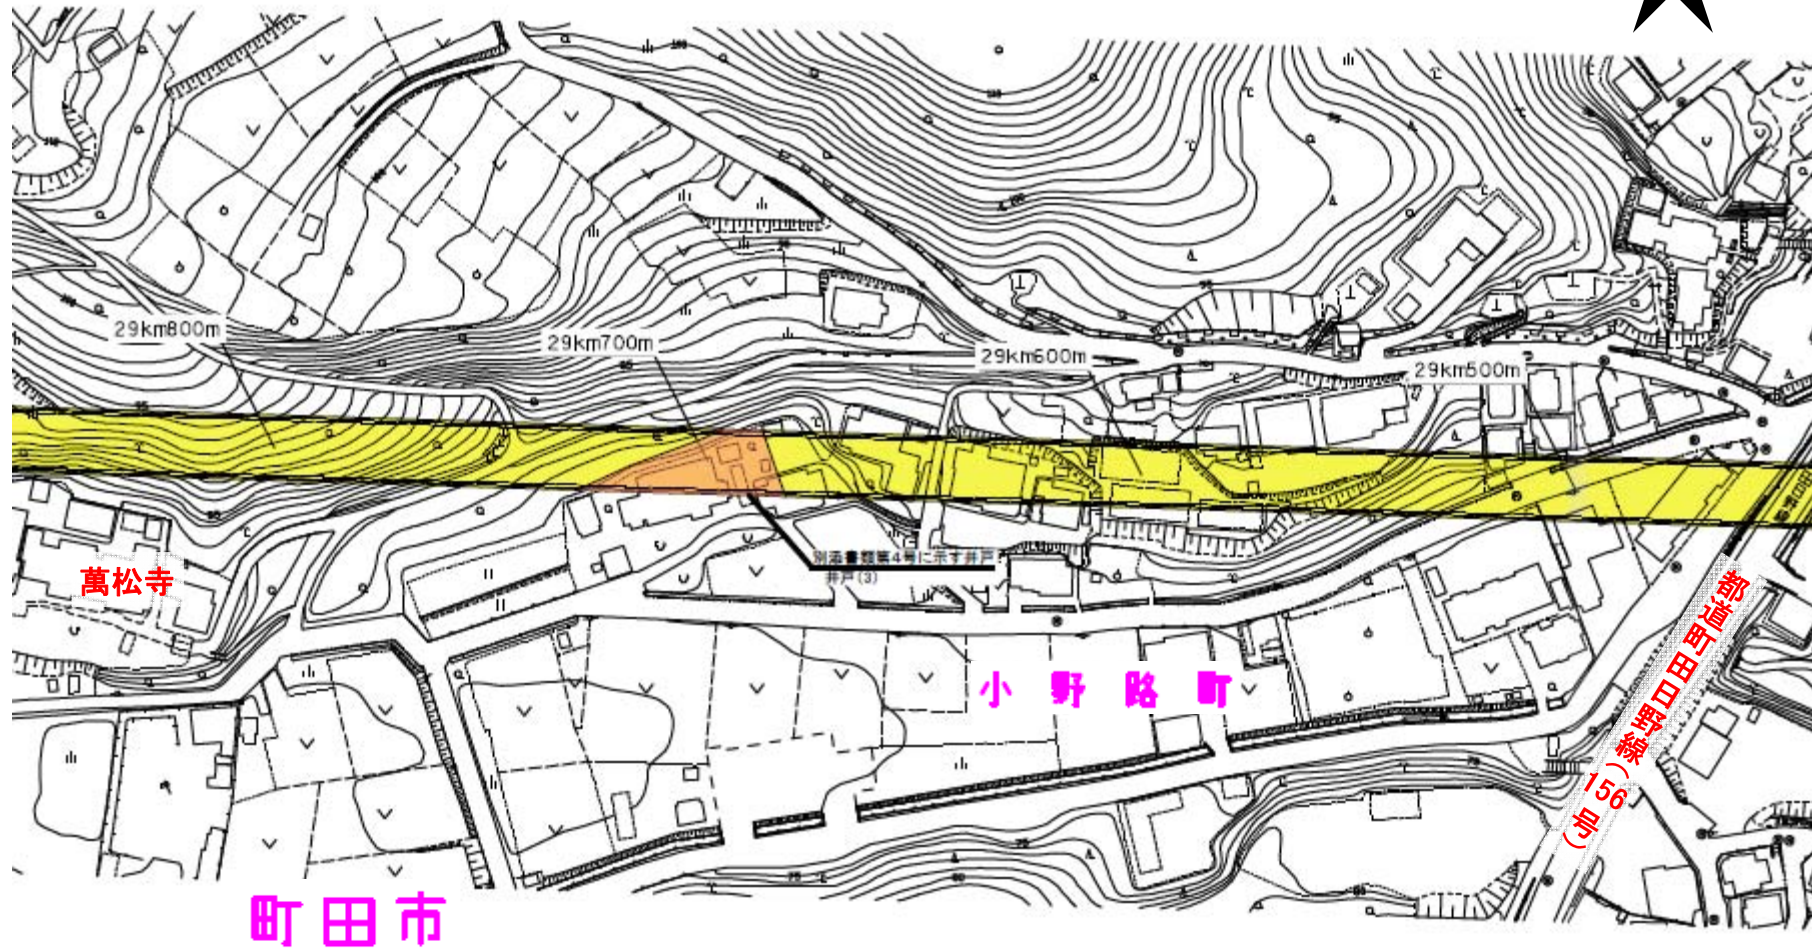 29km800m
29km700m
29km600m
29km500m
別添書類第4号に示す井戸
井戸(3)
萬松寺
小野路町
都道町田日野線(156号)
町田市